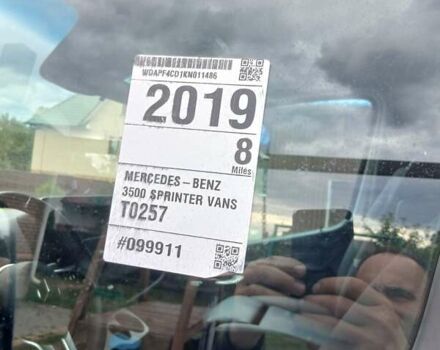 WDAPF4CD1KN011486
2019
8
Miles
MERCEDES-BENZ
3500 SPRINTER VANS
T0257
#099911